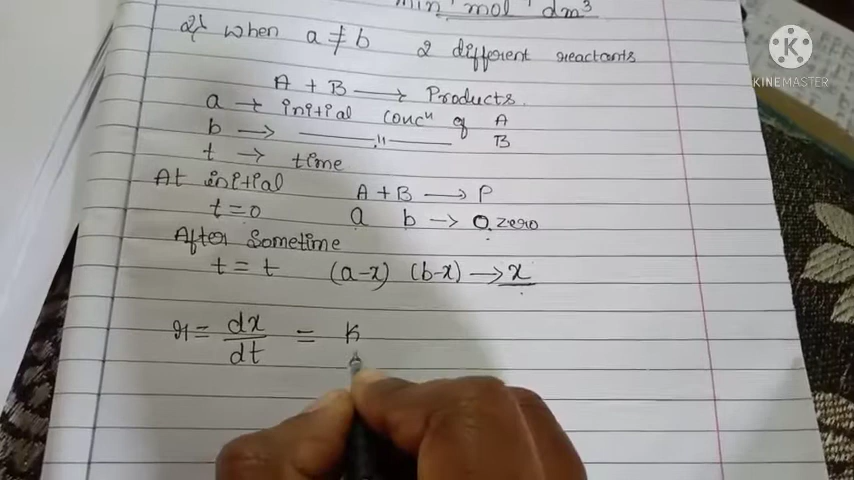 min⁻ mol⁻ dm³
2} when a ≠ b 2 different reactants
A + B ⟶ Products.
a → initial concⁿ of A
b → ——— " ——— B
t → time
At initial A + B ⟶ P
t = 0 a b → 0, zero
After Sometime
t = t (a-x) (b-x) → x
r = dx/dt = K
KINEMASTER